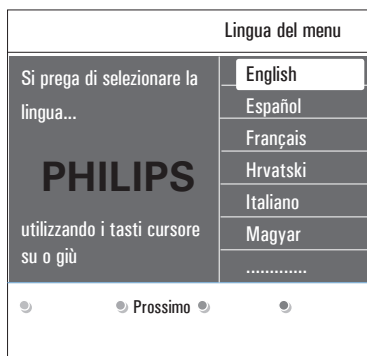 Lingua del menu
Si prega di selezionare la
lingua...
PHILIPS
utilizzando i tasti cursore
su o giù
English
Español
Français
Hrvatski
Italiano
Magyar
.............
Prossimo